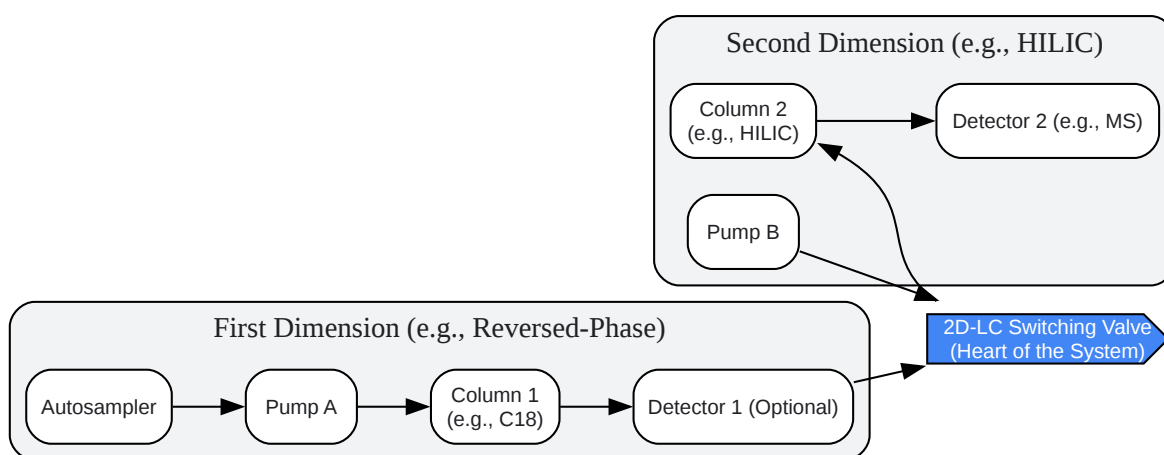 Second Dimension (e.g., HILIC)
Column 2
(e.g., HILIC)
Detector 2 (e.g., MS)
Pump B
2D-LC Switching Valve
(Heart of the System)
First Dimension (e.g., Reversed-Phase)
Autosampler
Pump A
Column 1
(e.g., C18)
Detector 1 (Optional)